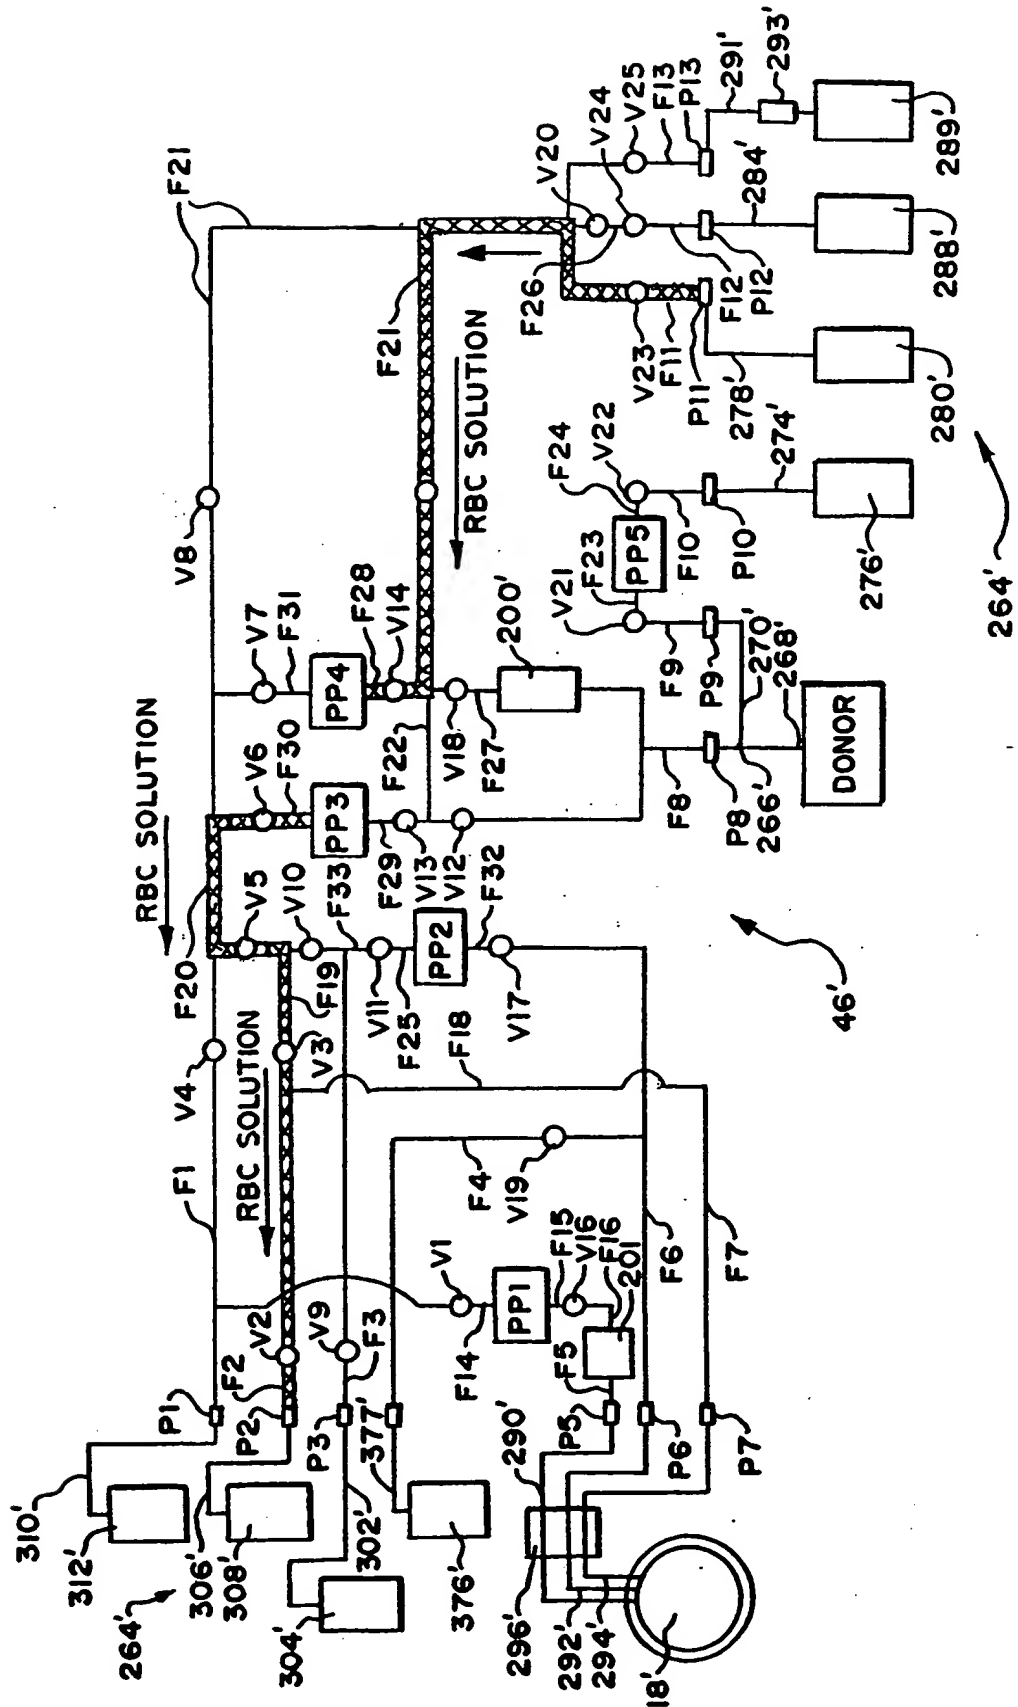 RBC SOLUTION
RBC SOLUTION
RBC SOLUTION
310'
312'
306'
308'
264'
302'
304'
377'
376'
290'
296'
292'
294'
18'
P1
P2
P3
P5
P6
P7
F1
F2
F3
F4
F5
F6
F7
V1
V2
V9
V4
V3
F14
PP1
F15
V16
F16
201
V19
F18
F19
F20
V5
V10
F33
V11
F25
PP2
F32
V17
V6
F30
PP3
F29
V13
V12
V7
F31
PP4
F28
V14
F22
V18
F27
200'
V8
F21
F21
F8
P8
266'
268'
270'
DONOR
F9
P9
V21
F23
PP5
F24
V22
F10
P10
274'
276'
V23
F11
P11
278'
280'
V20
F26
V24
F12
P12
284'
288'
V25
F13
P13
291'
293'
289'
46'
264'